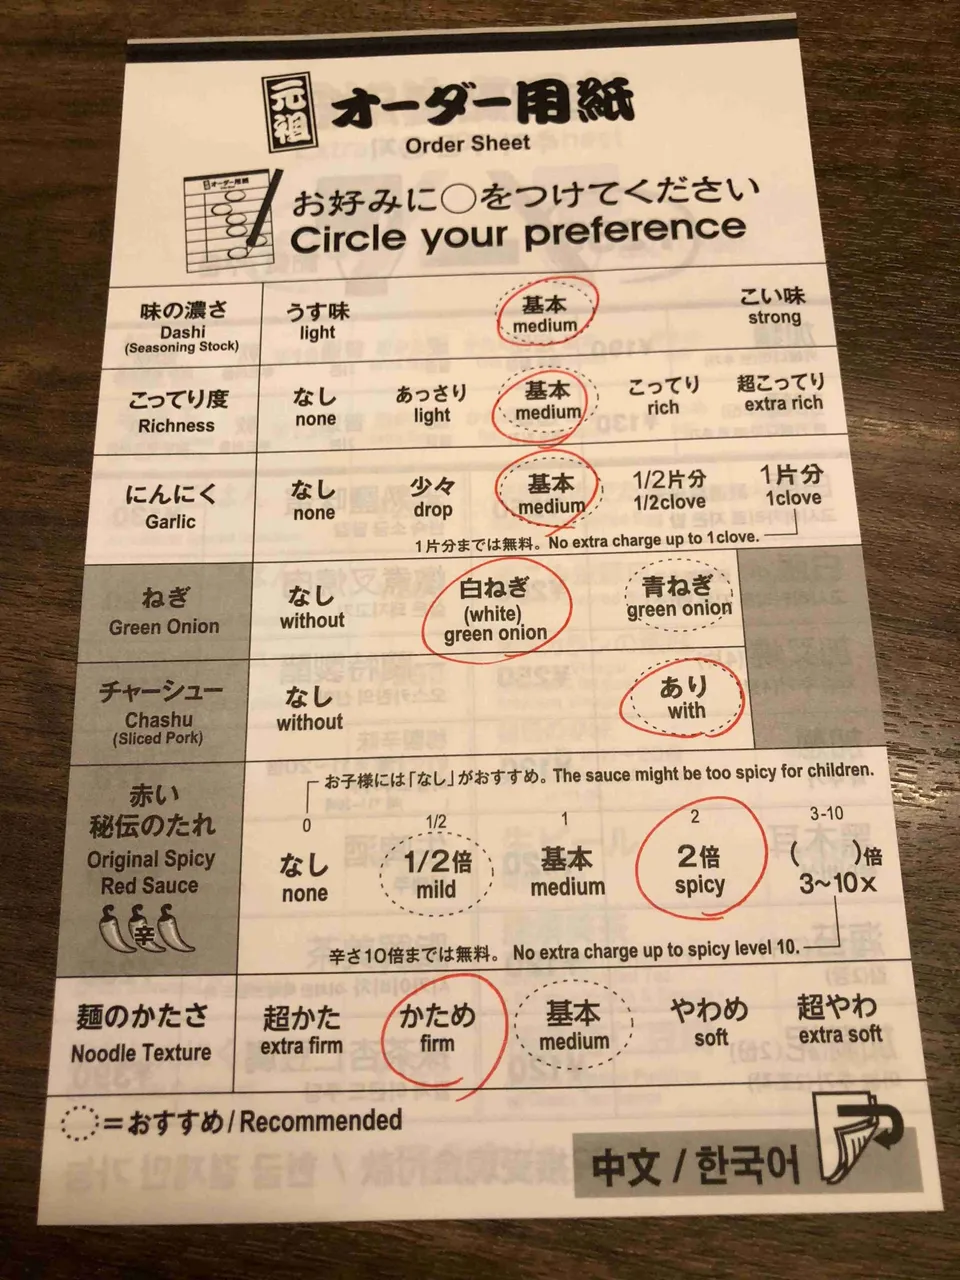 元祖
オーダー用紙
Order Sheet
オーダー用紙
お好みに○をつけてください
Circle your preference
味の濃さ
Dashi
(Seasoning Stock)
うす味
light
基本
medium
こい味
strong
こってり度
Richness
なし
none
あっさり
light
基本
medium
こってり
rich
超こってり
extra rich
にんにく
Garlic
なし
none
少々
drop
基本
medium
1/2片分
1/2clove
1片分
1clove
1片分までは無料。No extra charge up to 1clove.
ねぎ
Green Onion
なし
without
白ねぎ
(white)
green onion
青ねぎ
green onion
チャーシュー
Chashu
(Sliced Pork)
なし
without
あり
with
赤い
秘伝のたれ
Original Spicy
Red Sauce
辛
お子様には「なし」がおすすめ。The sauce might be too spicy for children.
0
なし
none
1/2
1/2倍
mild
1
基本
medium
2
2倍
spicy
3-10
( )倍
3~10x
辛さ10倍までは無料。 No extra charge up to spicy level 10.
麺のかたさ
Noodle Texture
超かた
extra firm
かため
firm
基本
medium
やわめ
soft
超やわ
extra soft
=おすすめ/Recommended
中文 / 한국어